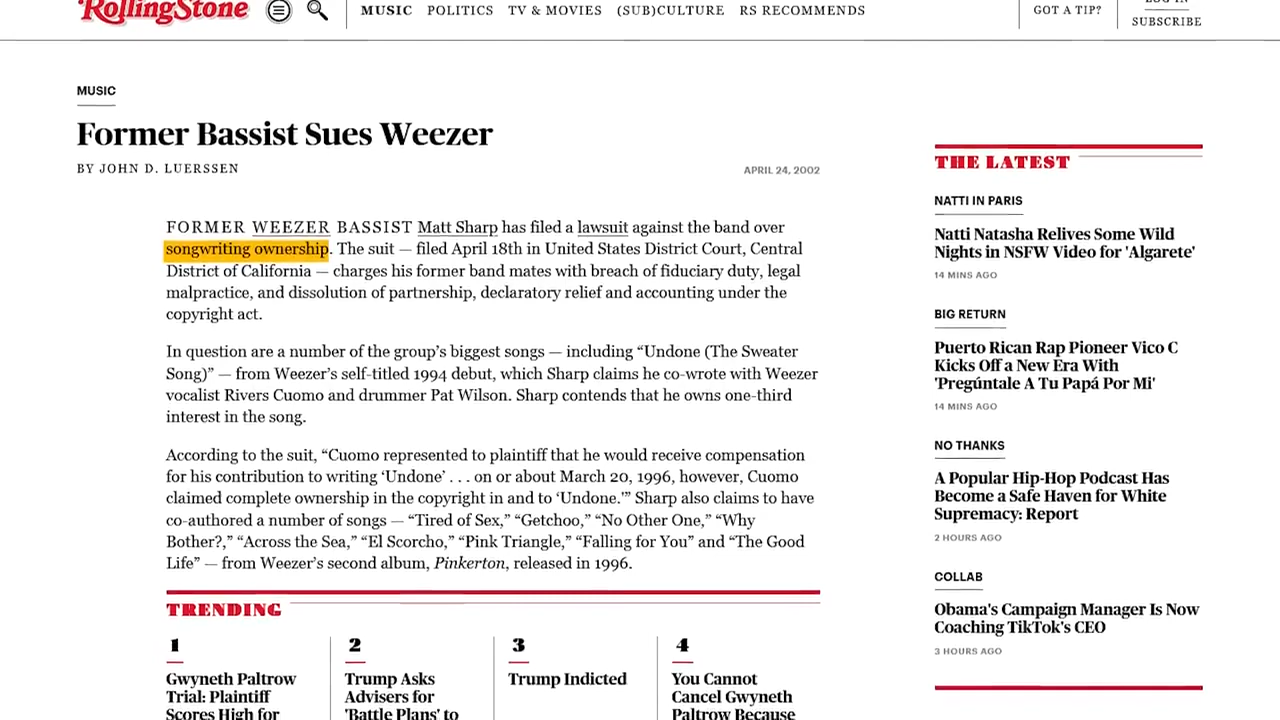 RollingStone
MUSIC POLITICS TV & MOVIES (SUB)CULTURE RS RECOMMENDS
GOT A TIP?
LOG IN
SUBSCRIBE
MUSIC
Former Bassist Sues Weezer
BY JOHN D. LUERSSEN
APRIL 24, 2002
FORMER WEEZER BASSIST Matt Sharp has filed a lawsuit against the band over
songwriting ownership. The suit — filed April 18th in United States District Court, Central
District of California — charges his former band mates with breach of fiduciary duty, legal
malpractice, and dissolution of partnership, declaratory relief and accounting under the
copyright act.
In question are a number of the group’s biggest songs — including “Undone (The Sweater
Song)” — from Weezer’s self-titled 1994 debut, which Sharp claims he co-wrote with Weezer
vocalist Rivers Cuomo and drummer Pat Wilson. Sharp contends that he owns one-third
interest in the song.
According to the suit, “Cuomo represented to plaintiff that he would receive compensation
for his contribution to writing ‘Undone’ . . . on or about March 20, 1996, however, Cuomo
claimed complete ownership in the copyright in and to ‘Undone.’” Sharp also claims to have
co-authored a number of songs — “Tired of Sex,” “Getchoo,” “No Other One,” “Why
Bother?,” “Across the Sea,” “El Scorcho,” “Pink Triangle,” “Falling for You” and “The Good
Life” — from Weezer’s second album, Pinkerton, released in 1996.
TRENDING
1
Gwyneth Paltrow
Trial: Plaintiff
Scores High for
2
Trump Asks
Advisers for
'Battle Plans' to
3
Trump Indicted
4
You Cannot
Cancel Gwyneth
Paltrow Because
THE LATEST
NATTI IN PARIS
Natti Natasha Relives Some Wild
Nights in NSFW Video for 'Algarete'
14 MINS AGO
BIG RETURN
Puerto Rican Rap Pioneer Vico C
Kicks Off a New Era With
'Pregúntale A Tu Papá Por Mi'
14 MINS AGO
NO THANKS
A Popular Hip-Hop Podcast Has
Become a Safe Haven for White
Supremacy: Report
2 HOURS AGO
COLLAB
Obama's Campaign Manager Is Now
Coaching TikTok's CEO
3 HOURS AGO